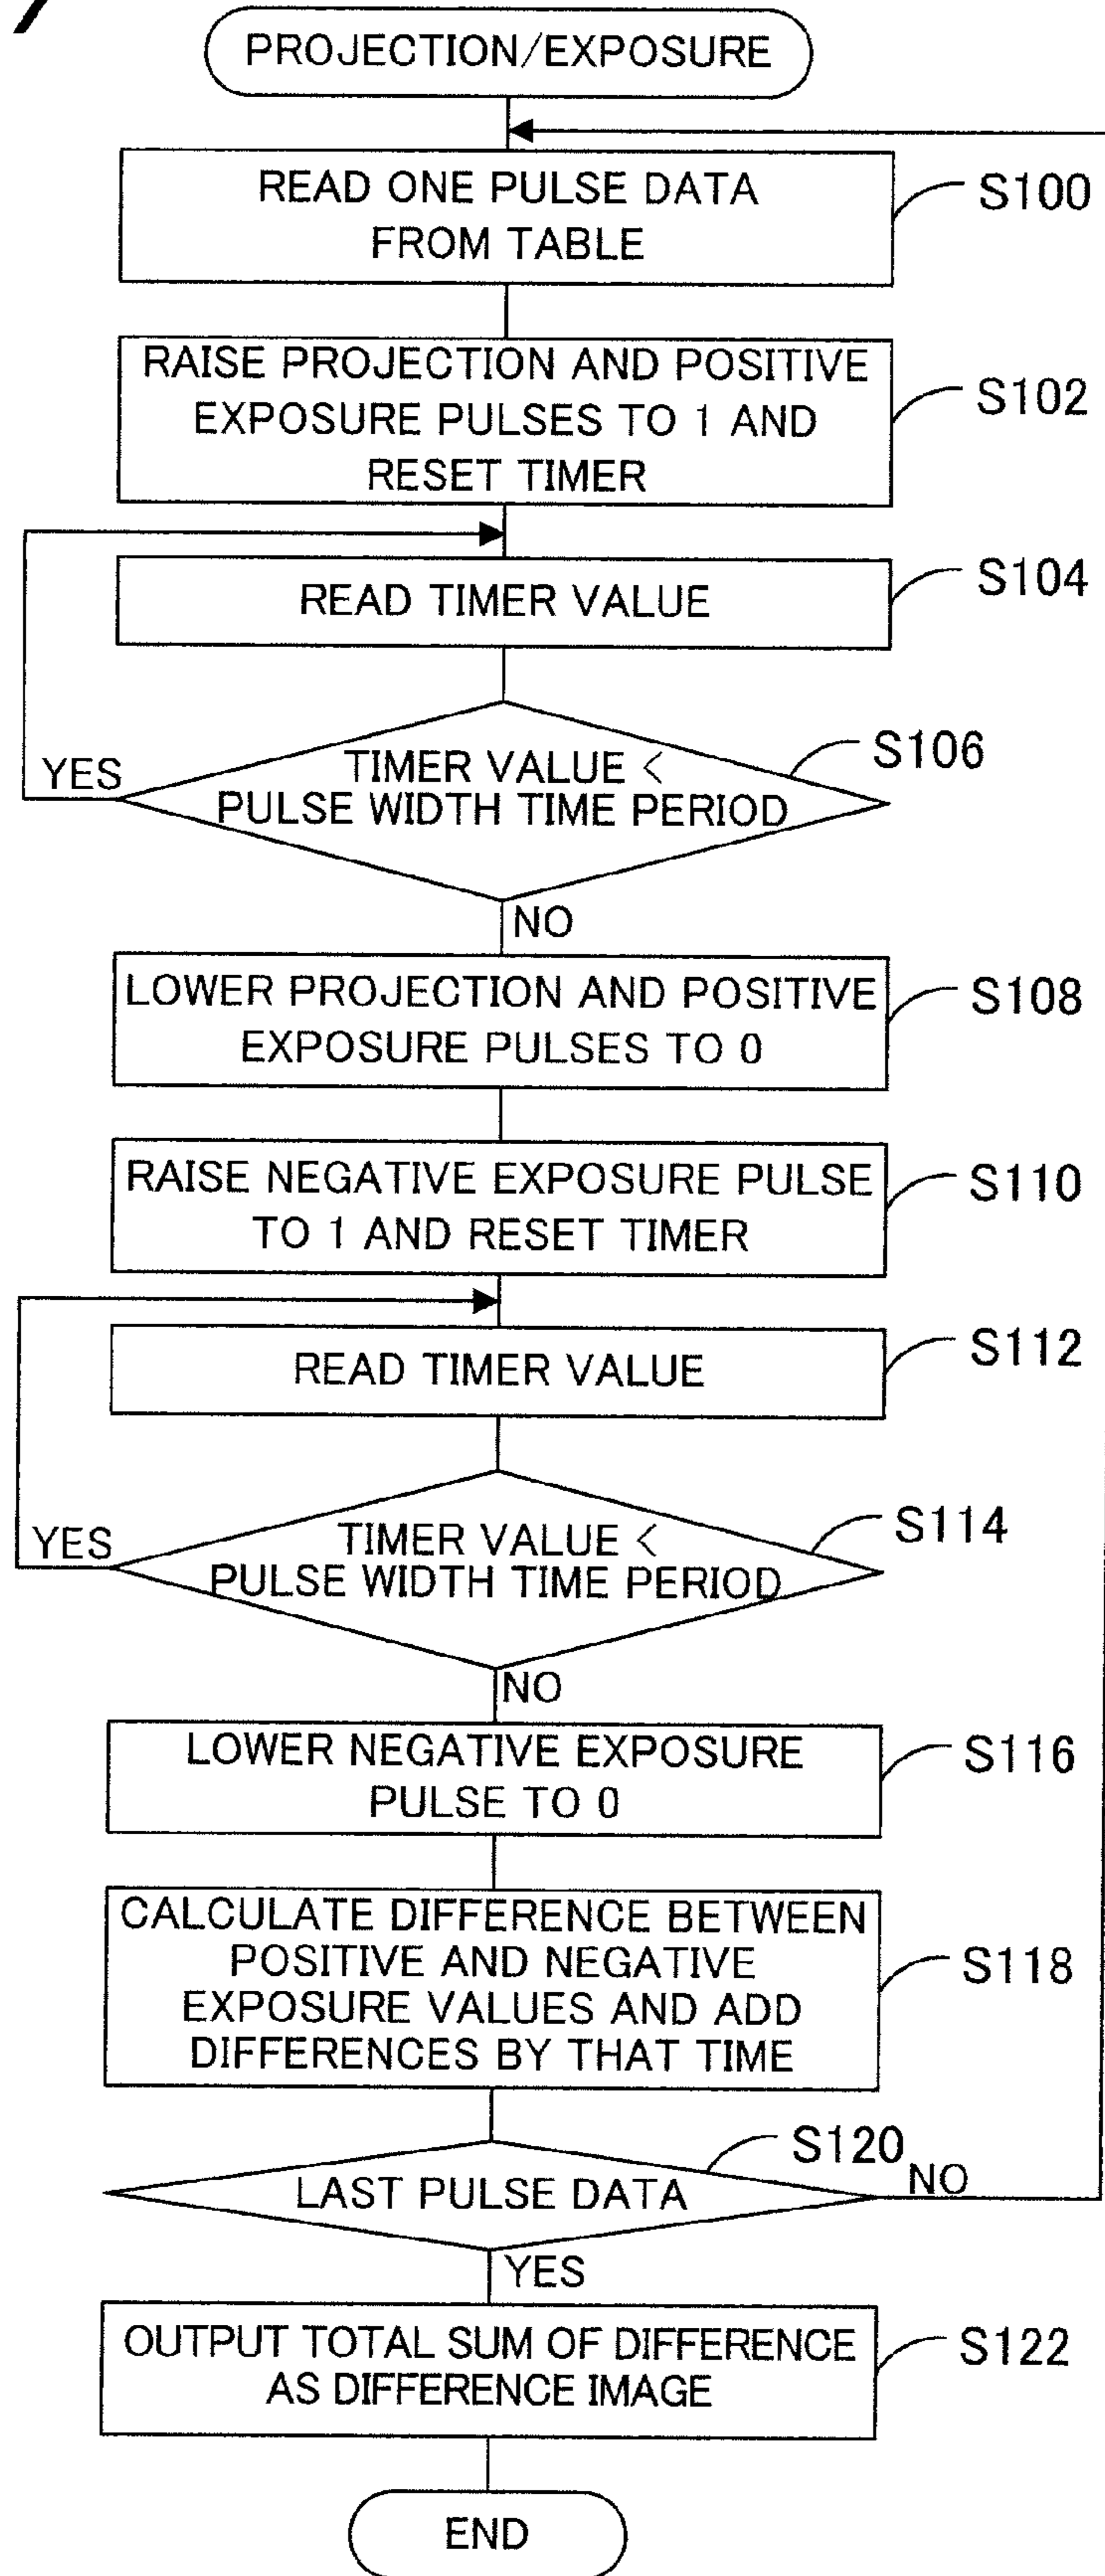 PROJECTION/EXPOSURE
READ ONE PULSE DATA
FROM TABLE
S100
RAISE PROJECTION AND POSITIVE
EXPOSURE PULSES TO 1 AND
RESET TIMER
S102
READ TIMER VALUE
S104
TIMER VALUE <
PULSE WIDTH TIME PERIOD
S106
YES
NO
LOWER PROJECTION AND POSITIVE
EXPOSURE PULSES TO 0
S108
RAISE NEGATIVE EXPOSURE PULSE
TO 1 AND RESET TIMER
S110
READ TIMER VALUE
S112
TIMER VALUE <
PULSE WIDTH TIME PERIOD
S114
YES
NO
LOWER NEGATIVE EXPOSURE
PULSE TO 0
S116
CALCULATE DIFFERENCE BETWEEN
POSITIVE AND NEGATIVE
EXPOSURE VALUES AND ADD
DIFFERENCES BY THAT TIME
S118
LAST PULSE DATA
S120
NO
YES
OUTPUT TOTAL SUM OF DIFFERENCE
AS DIFFERENCE IMAGE
S122
END